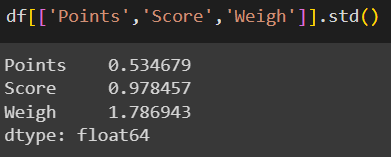 df[['Points','Score','Weigh']].std()
Points    0.534679
Score     0.978457
Weigh     1.786943
dtype: float64